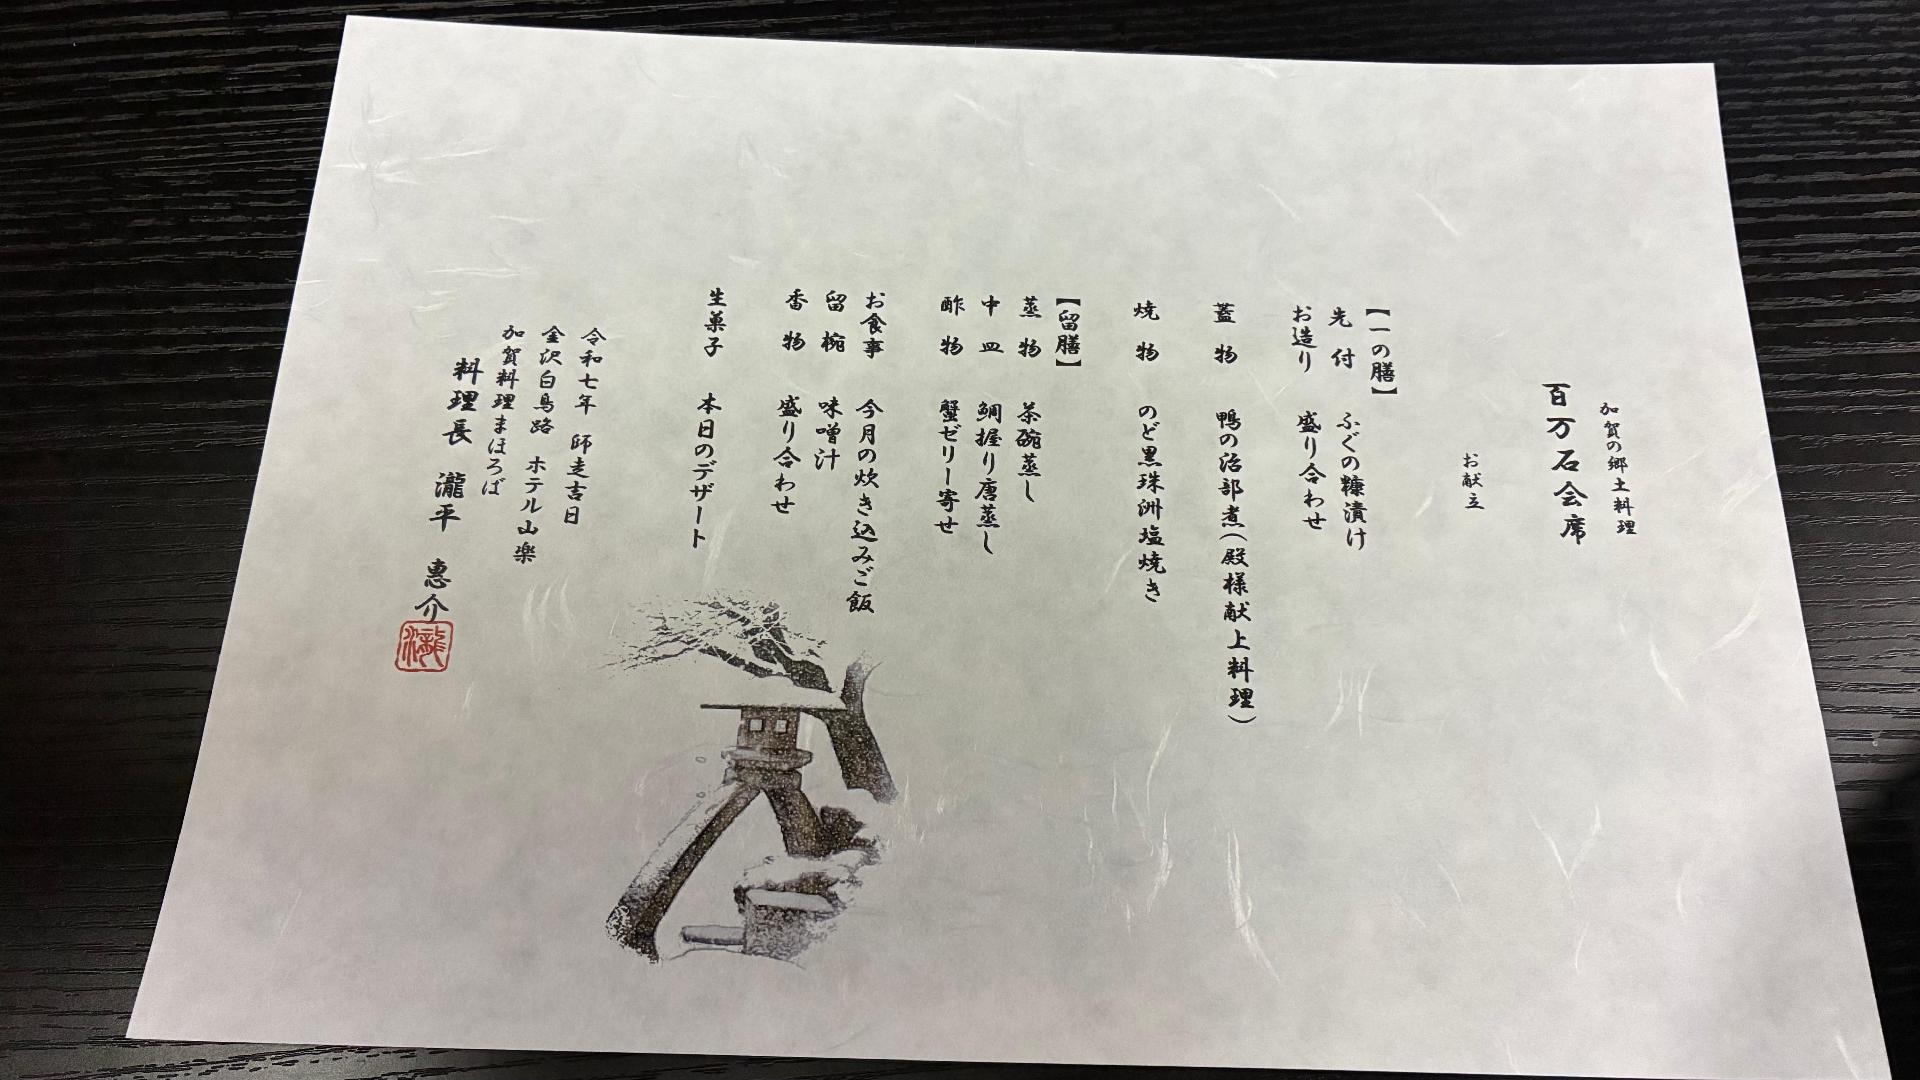 加賀の郷土料理
百万石会席
お献立
【一の膳】
先付 ふぐの糠漬け
お造り 盛り合わせ
蓋物 鴨の治部煮(殿様献上料理)
焼物 のど黒珠洲塩焼き
【留膳】
蒸物 茶碗蒸し
中皿 鯛握り唐蒸し
酢物 蟹ゼリー寄せ
お食事 今月の炊き込みご飯
留椀 味噌汁
香物 盛り合わせ
生菓子 本日のデザート
令和七年 師走吉日
金沢白鳥路 ホテル山楽
加賀料理まほろば
料理長 瀧平 惠介
瀧